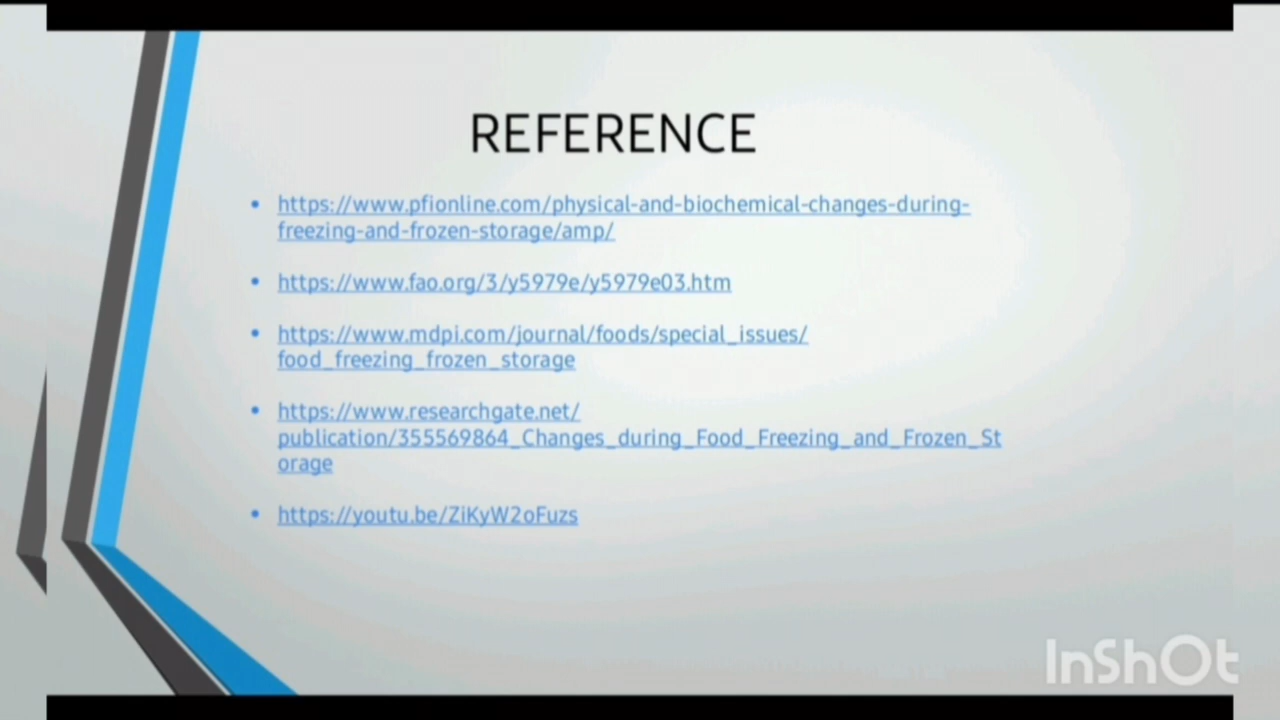 REFERENCE
• https://www.pfionline.com/physical-and-biochemical-changes-during-
freezing-and-frozen-storage/amp/
• https://www.fao.org/3/y5979e/y5979e03.htm
• https://www.mdpi.com/journal/foods/special_issues/
food_freezing_frozen_storage
• https://www.researchgate.net/
publication/355569864_Changes_during_Food_Freezing_and_Frozen_St
orage
• https://youtu.be/ZiKyW2oFuzs
InShOt